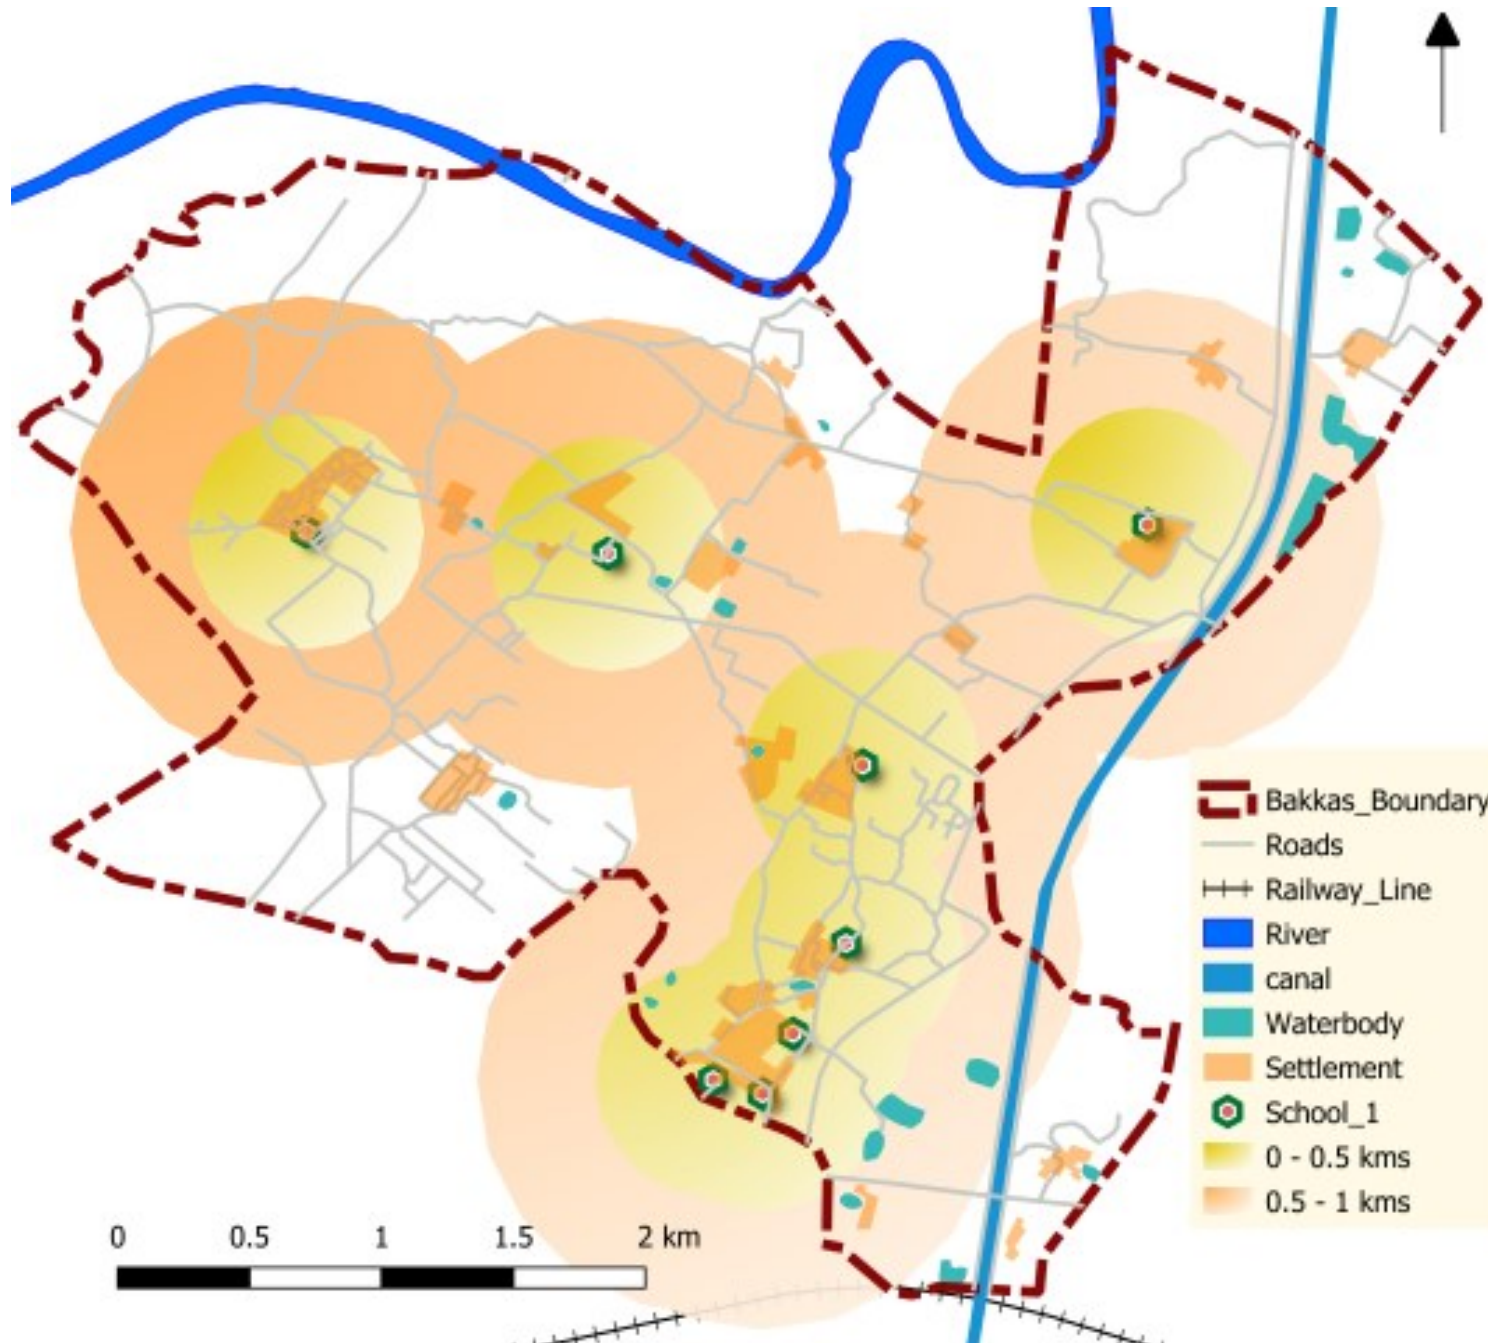 Bakkas_Boundary
Roads
Railway_Line
River
canal
Waterbody
Settlement
School_1
0 - 0.5 kms
0.5 - 1 kms
0 0.5 1 1.5 2 km